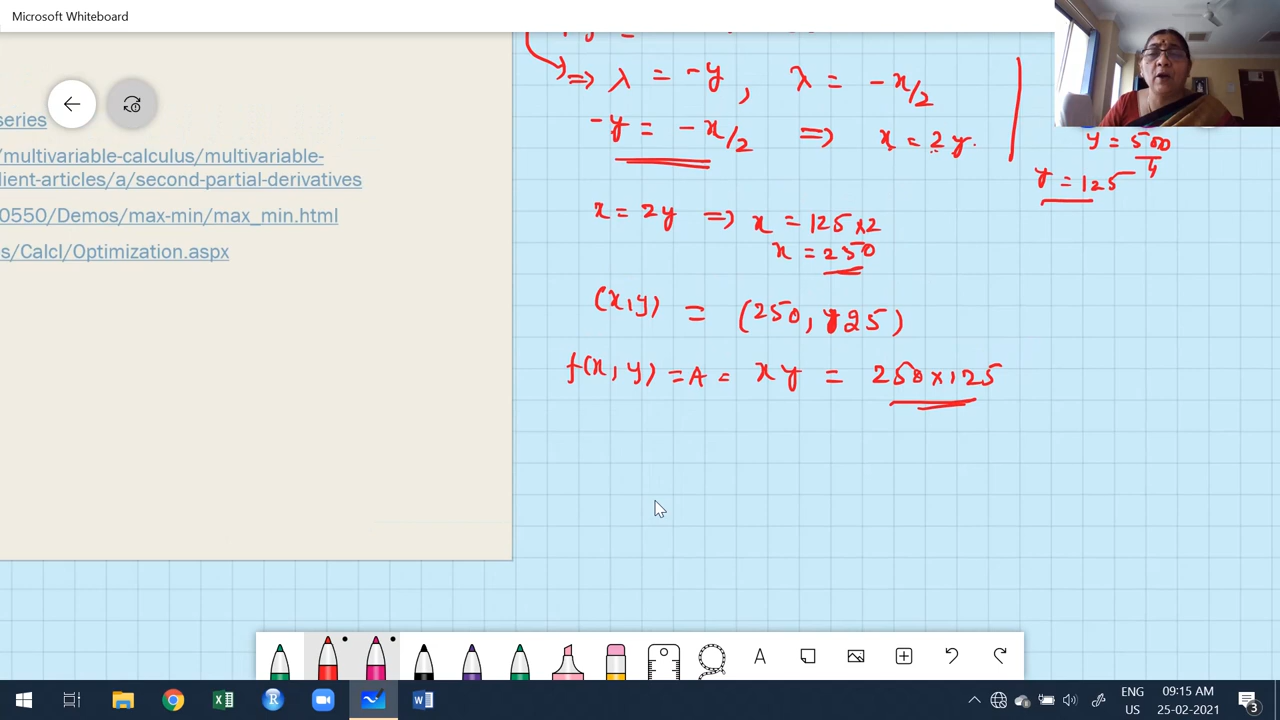 Microsoft Whiteboard
series
/multivariable-calculus/multivariable-
lient-articles/a/second-partial-derivatives
0550/Demos/max-min/max_min.html
s/CalcI/Optimization.aspx
⇒ λ = -y, λ = -x/2
-y = -x/2 ⇒ x = 2y.
y = 500/4
y = 125
x = 2y ⇒ x = 125×2
x = 250
(x,y) = (250, 125)
f(x,y) = A = xy = 250×125
A
ENG
US
09:15 AM
25-02-2021
3